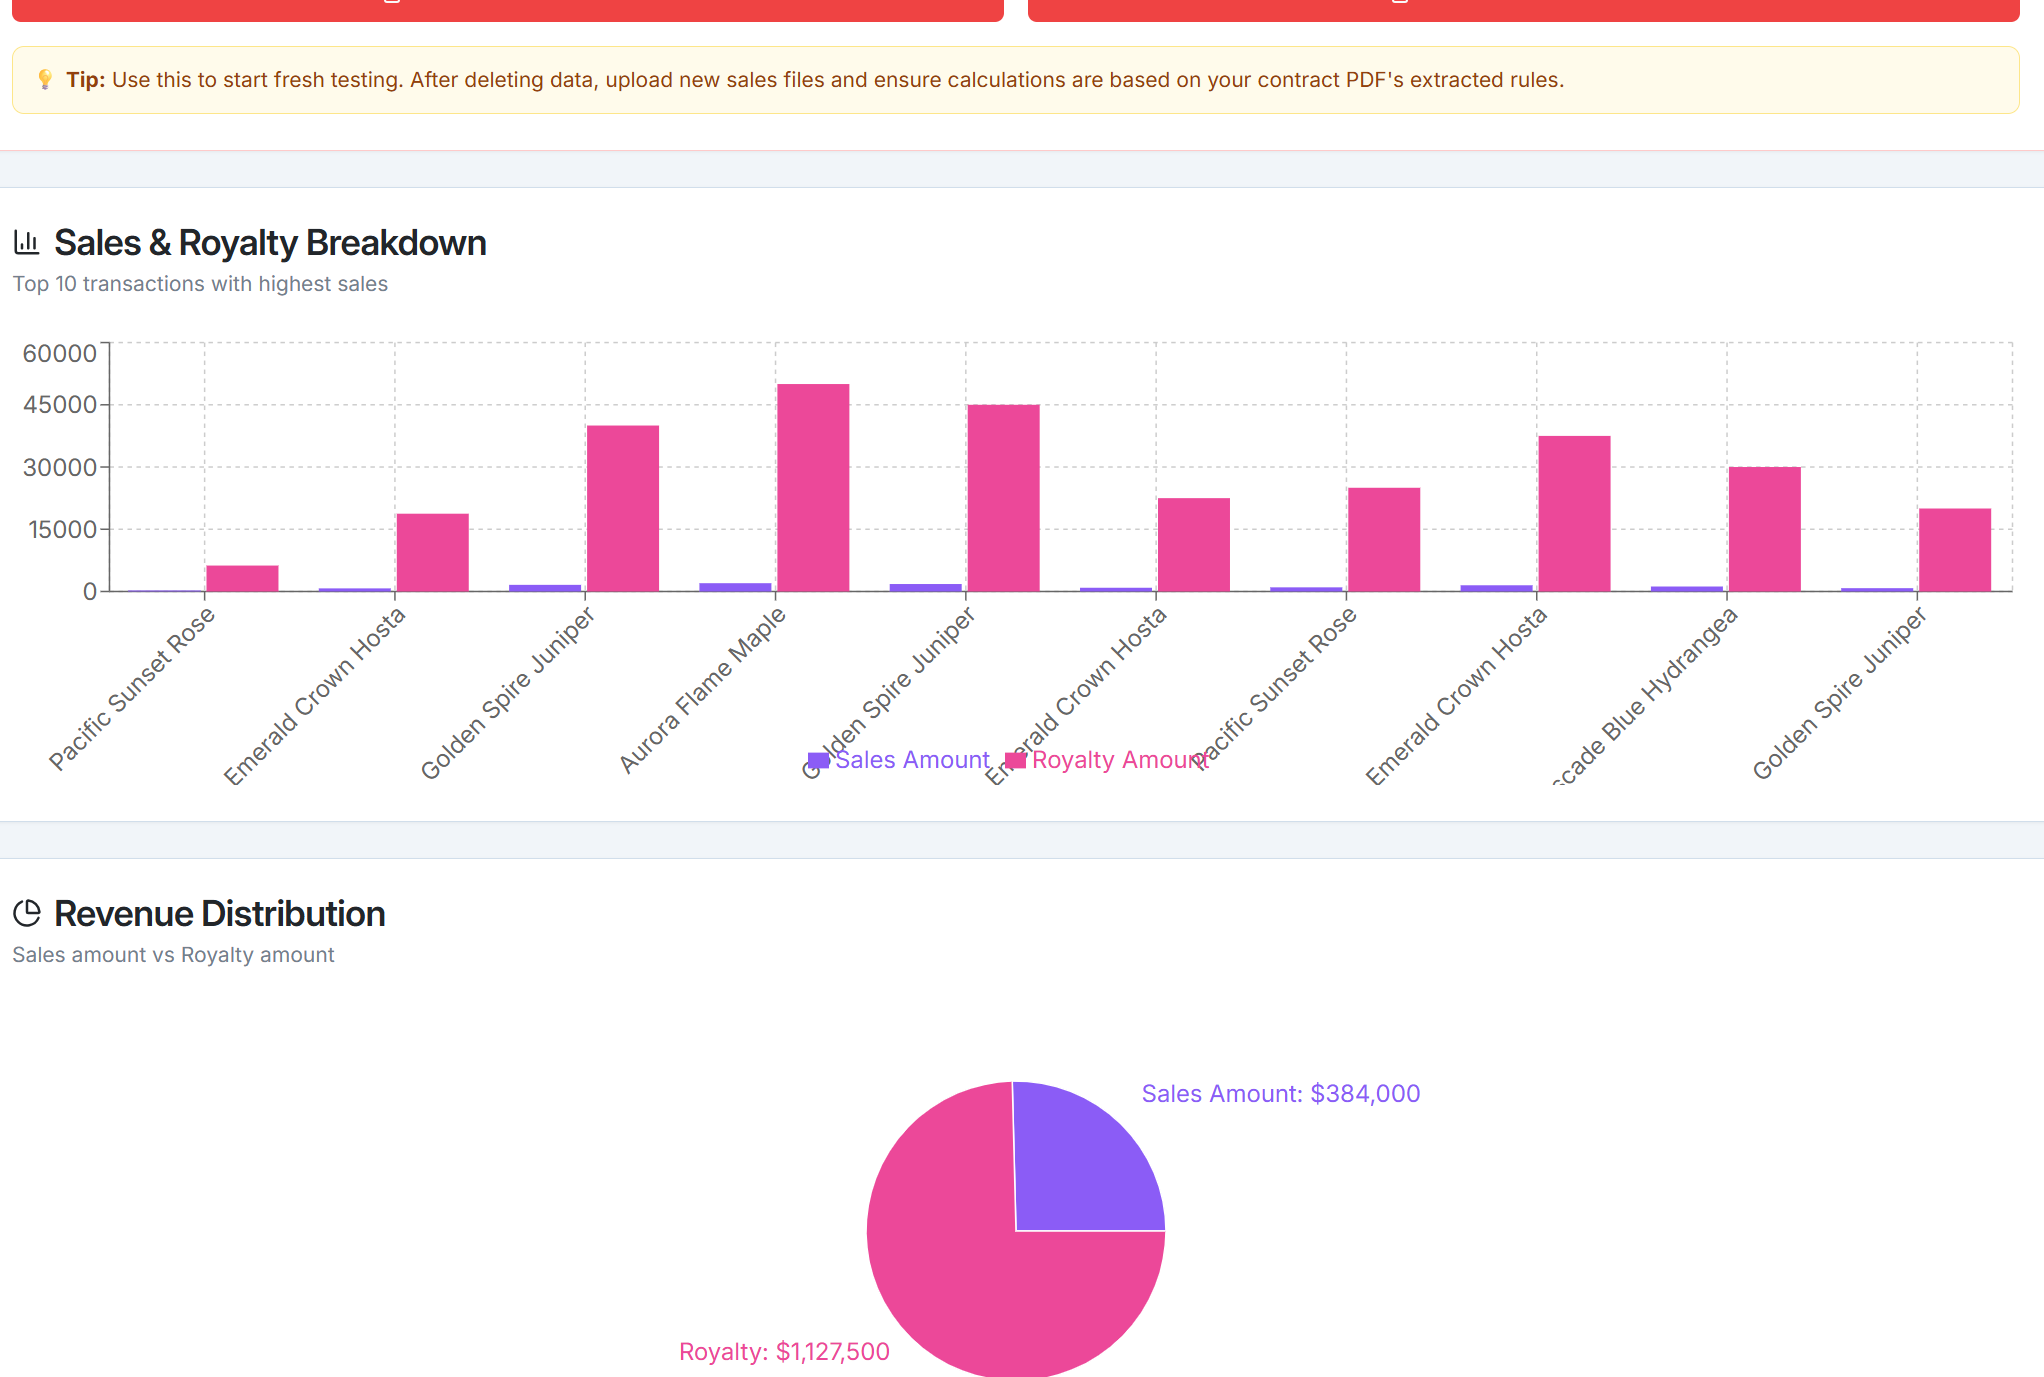 💡 Tip: Use this to start fresh testing. After deleting data, upload new sales files and ensure calculations are based on your contract PDF's extracted rules.
Sales & Royalty Breakdown
Top 10 transactions with highest sales
60000
45000
30000
15000
0
Pacific Sunset Rose
Emerald Crown Hosta
Golden Spire Juniper
Aurora Flame Maple
Golden Spire Juniper
Emerald Crown Hosta
Pacific Sunset Rose
Emerald Crown Hosta
scade Blue Hydrangea
Golden Spire Juniper
Sales Amount
Royalty Amount
Revenue Distribution
Sales amount vs Royalty amount
Sales Amount: $384,000
Royalty: $1,127,500